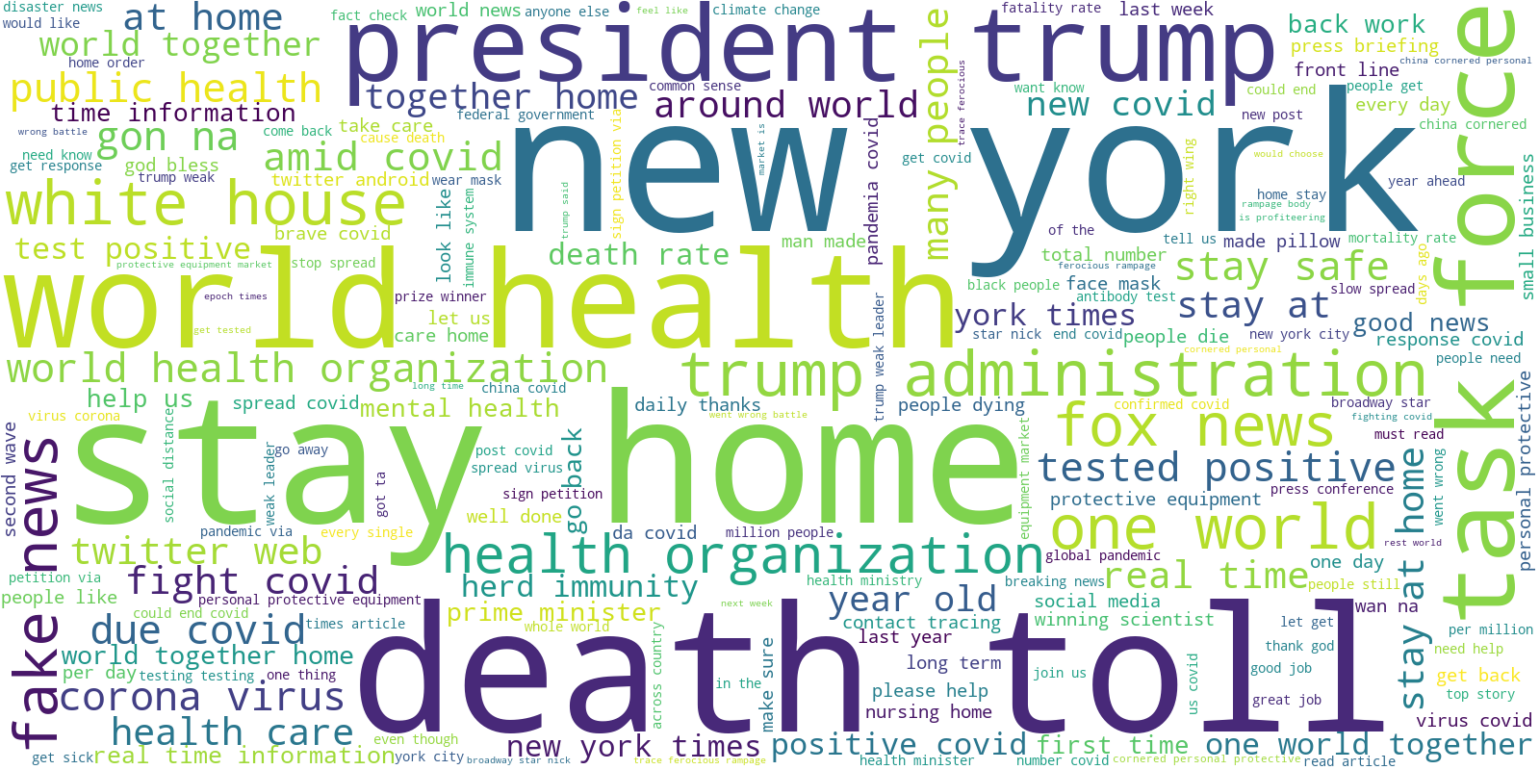 disaster news
would like
at home
fact check
world news
anyone else
feel like
climate change
fatality rate
last week
back work
world together
home order
president trump
many people
press briefing
china cornered personal
public health
together home
common sense
around world
trace ferocious
want know
new covid
front line
could end
people get
every day
time information
federal government
new post
china cornered
wrong battle
gon na
come back
take care
cause death
new york
need know
get response
god bless
amid covid
sign petition via
market is
pandemia covid
get covid
right wing
would choose
trump weak
twitter android
wear mask
home stay
year ahead
small business
white house
look like
immune system
trump said
rampage body
is profiteering
brave covid
of the
tell us
made pillow
mortality rate
test positive
man made
death rate
total number
stay safe
protective equipment market
stop spread
ferocious rampage
task force
world health
epoch times
prize winner
black people
face mask
slow spread
days ago
let us
antibody test
stay at
york times
get tested
care home
trump weak leader
star nick
end covid
people die
new york city
good news
response covid
cornered personal
people need
world health organization
trump administration
long time
china covid
help us
spread covid
mental health
daily thanks
people dying
confirmed covid
broadway star
personal protective
virus corona
went wrong battle
fighting covid
stay home
fox news
must read
second wave
fake news
social distance
go away
weak leader
post covid
spread virus
go back
equipment market
tested positive
went wrong
got ta
sign petition
protective equipment
press conference
stay at home
well done
pandemic via
every single
da covid
million people
one world
rest world
twitter web
health organization
global pandemic
one day
petition via
fight covid
herd immunity
health ministry
breaking news
real time
people still
people like
personal protective equipment
next week
year old
social media
wan na
could end covid
prime minister
contact tracing
winning scientist
due covid
times article
whole world
last year
let get
per million
death toll
world together home
across country
make sure
long term
thank god
need help
per day
testing testing
one thing
in the
join us
us covid
good job
get back
corona virus
please help
great job
top story
nursing home
virus covid
health care
even though
get sick
real time information
york city
new york times
positive covid
first time
one world together
broadway star nick
trace ferocious rampage
health minister
number covid
cornered personal protective
read article